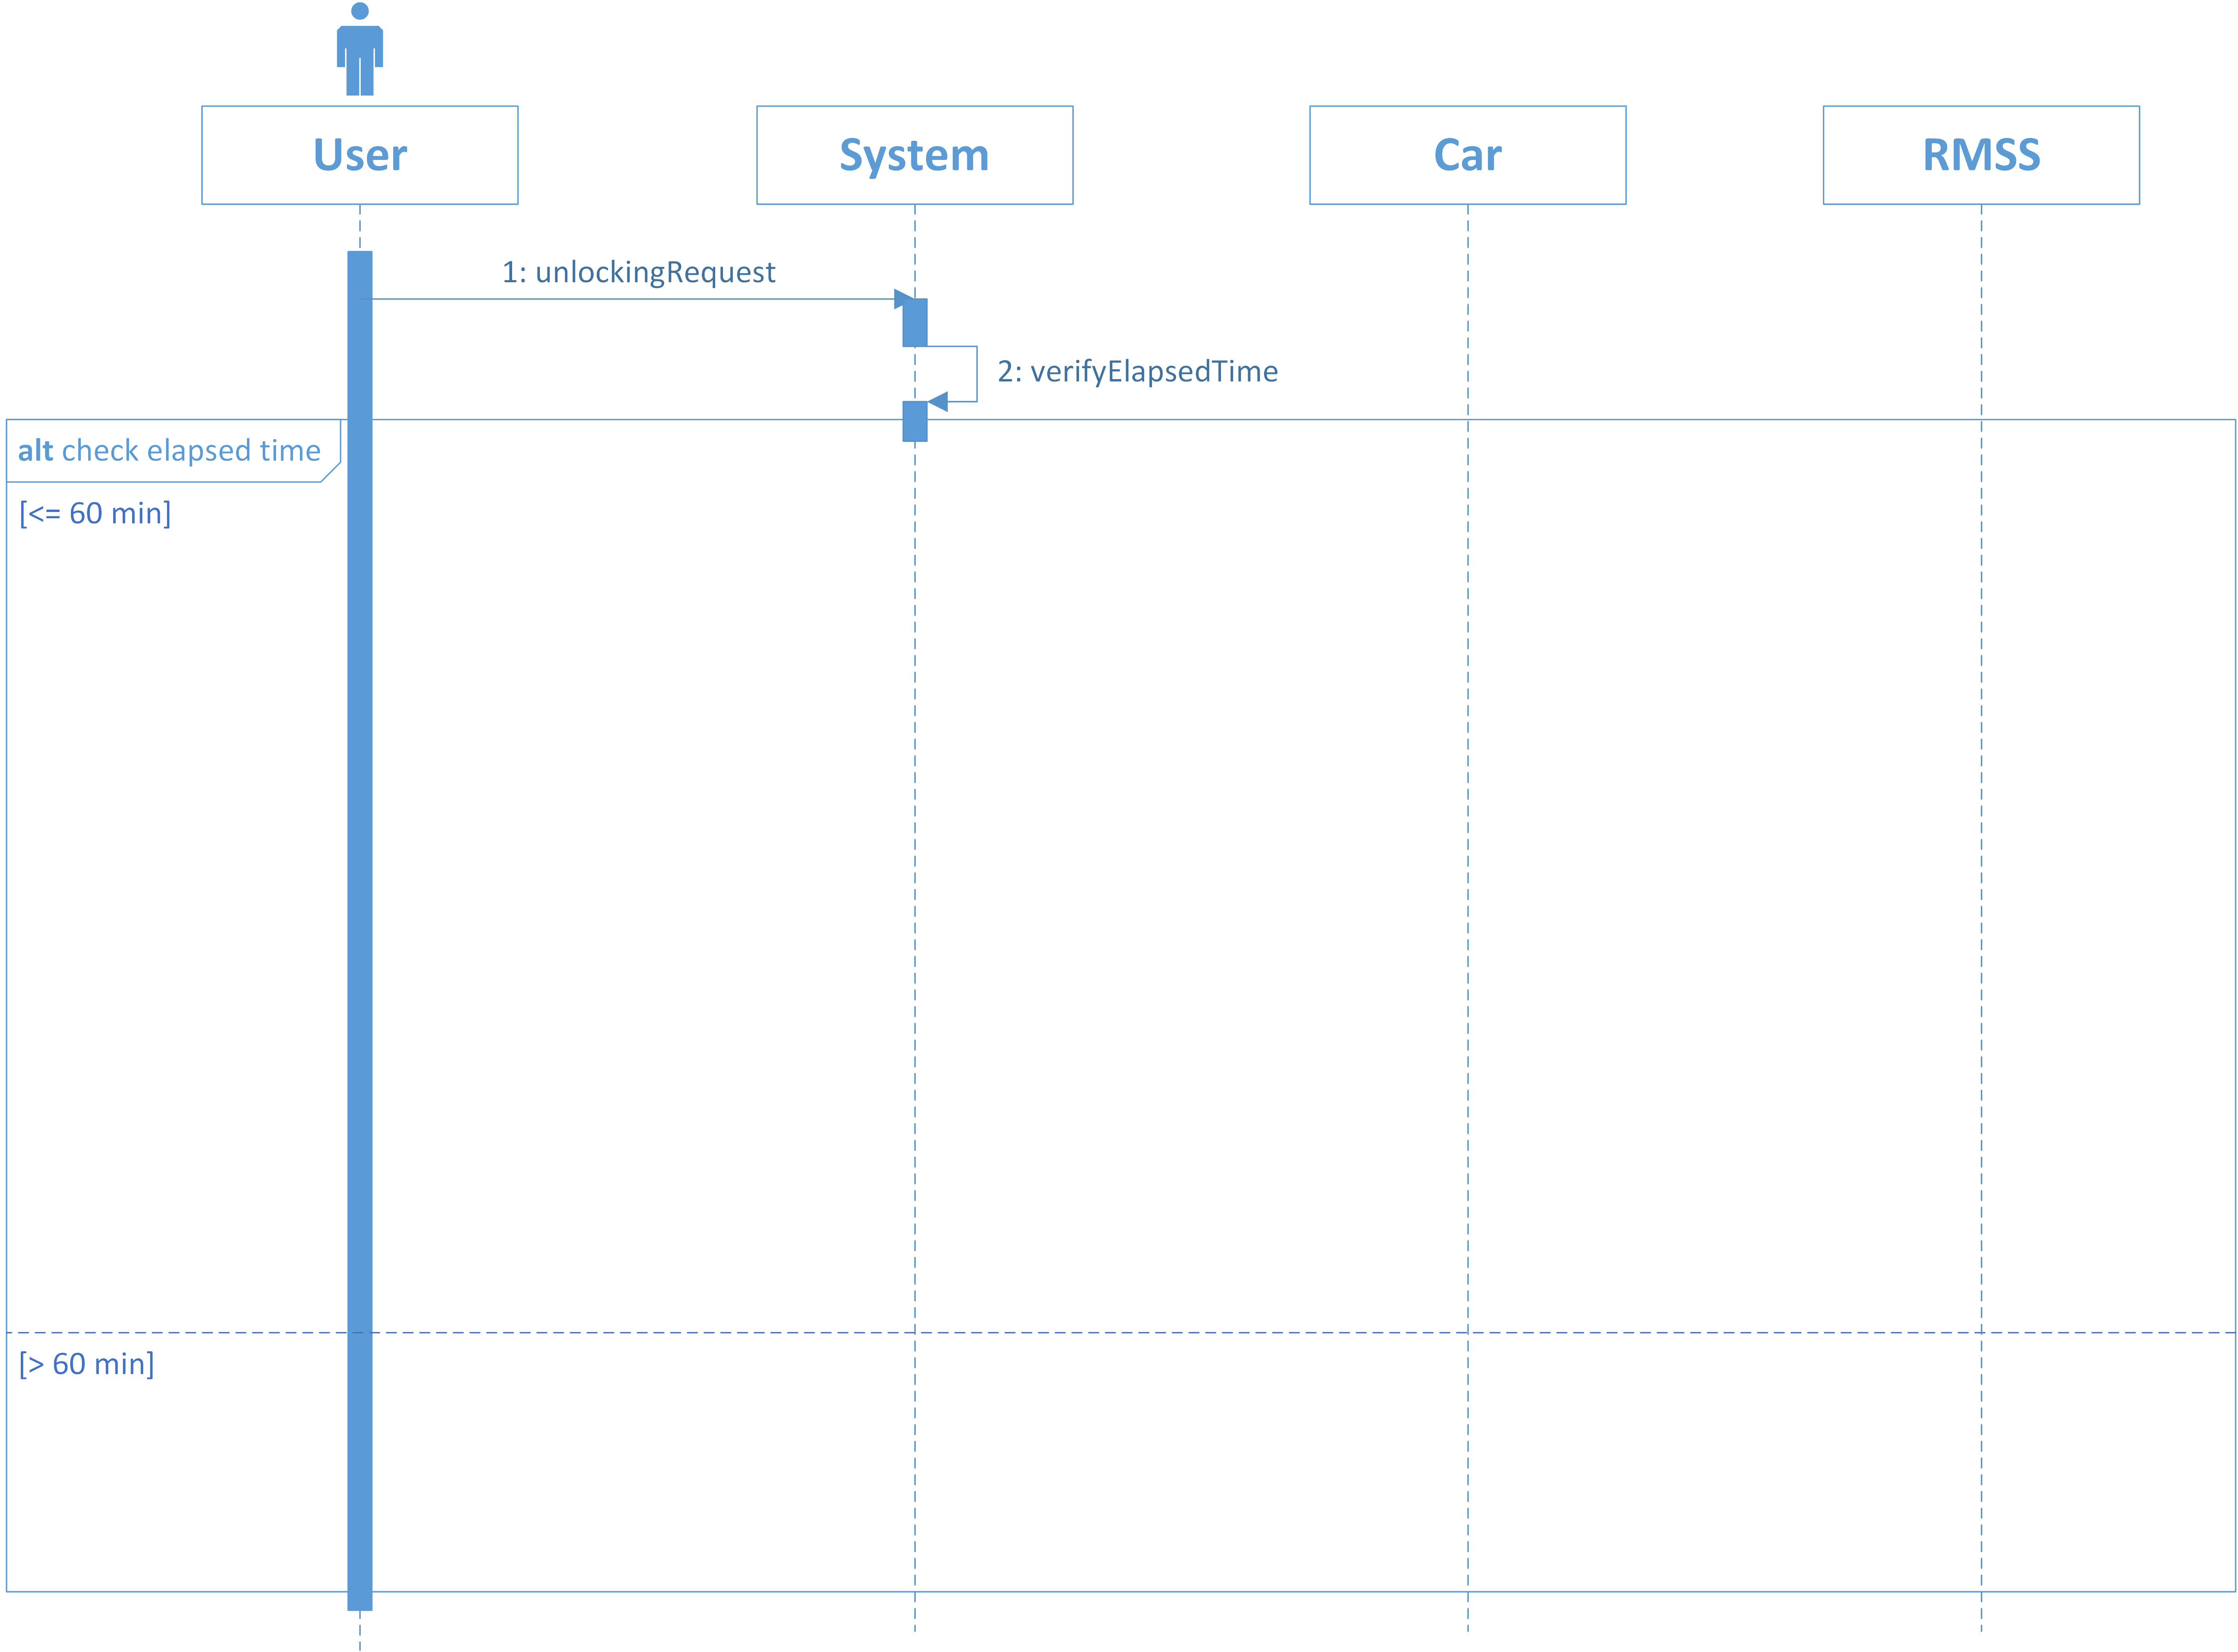 User
System
Car
RMSS
1: unlockingRequest
2: verifyElapsedTime
alt check elapsed time
[<= 60 min]
[> 60 min]